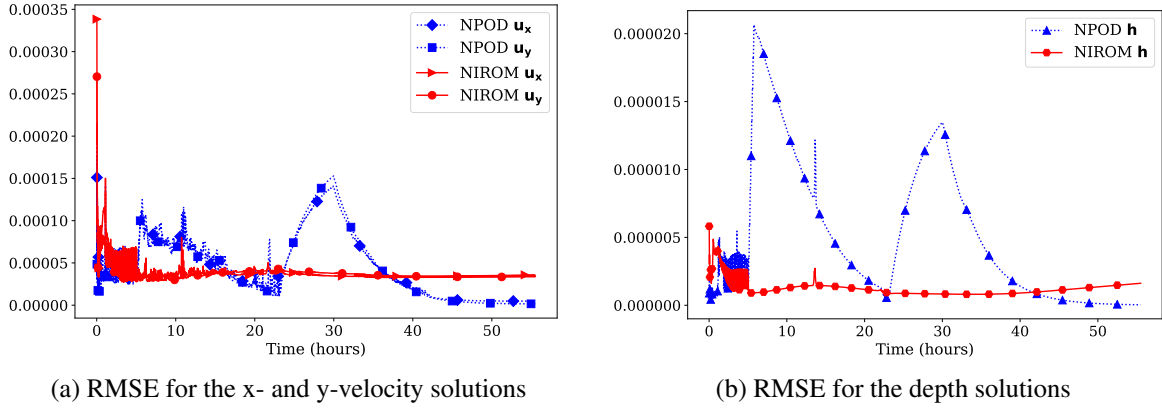 0.00035
0.00030
0.00025
0.00020
0.00015
0.00010
0.00005
0.00000
0 10 20 30 40 50
Time (hours)
NPOD u_x
NPOD u_y
NIROM u_x
NIROM u_y
(a) RMSE for the x- and y-velocity solutions
0.000020
0.000015
0.000010
0.000005
0.000000
0 10 20 30 40 50
Time (hours)
NPOD h
NIROM h
(b) RMSE for the depth solutions